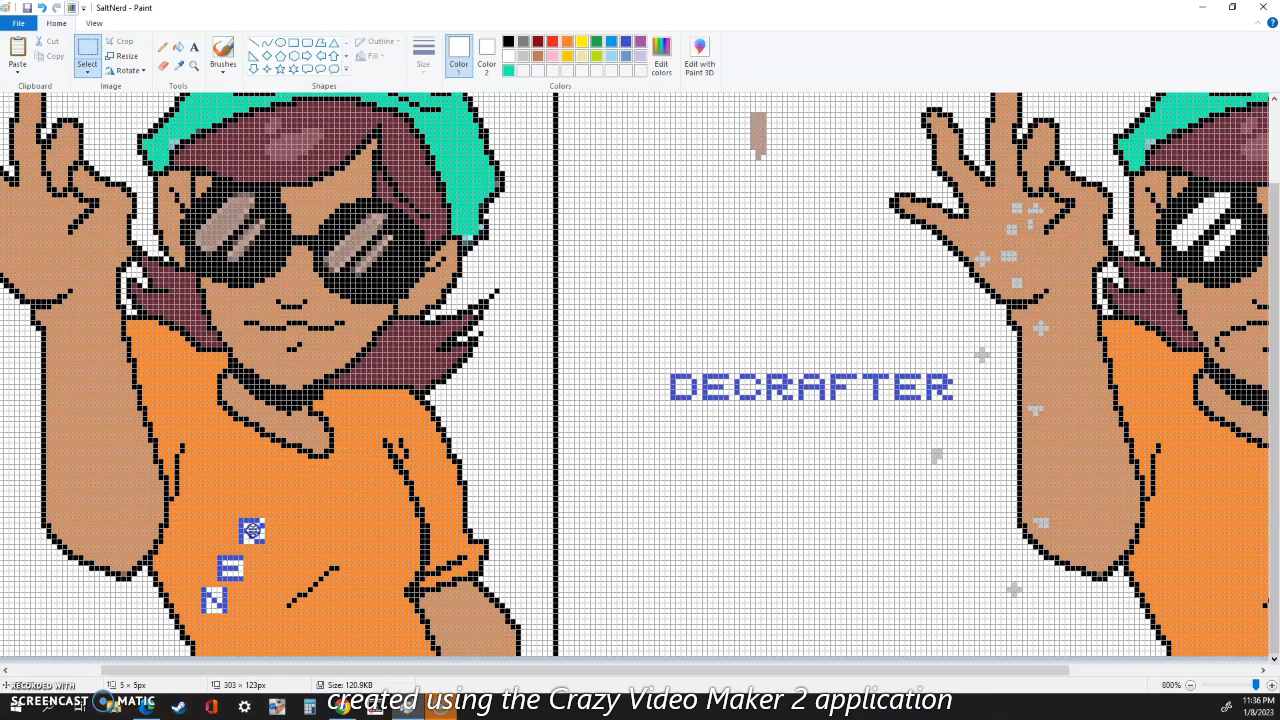 SaltNerd - Paint
File Home View
Paste
Cut
Copy
Clipboard
Select
Crop
Resize
Rotate
Image
Tools
Brushes
Shapes
Outline
Fill
Size
Color 1
Color 2
Colors
Edit colors
Edit with Paint 3D
DECRAFTER
R
E
N
5 × 5px
303 × 123px
Size: 120.9KB
800%
RECORDED WITH
SCREENCAST MATIC
created using the Crazy Video Maker 2 application
11:36 PM
1/8/2023